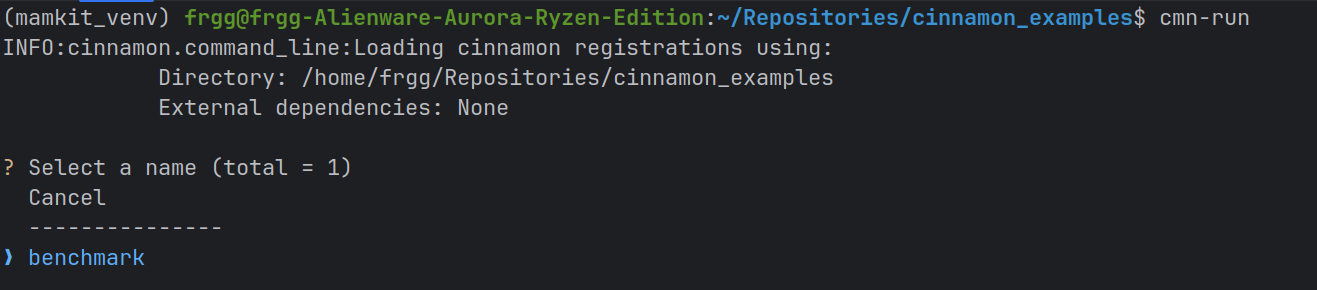 (mamkit_venv) frgg@frgg-Alienware-Aurora-Ryzen-Edition:~/Repositories/cinnamon_examples$ cmn-run
INFO:cinnamon.command_line:Loading cinnamon registrations using:
Directory: /home/frgg/Repositories/cinnamon_examples
External dependencies: None
? Select a name (total = 1)
Cancel
---------------
❯ benchmark